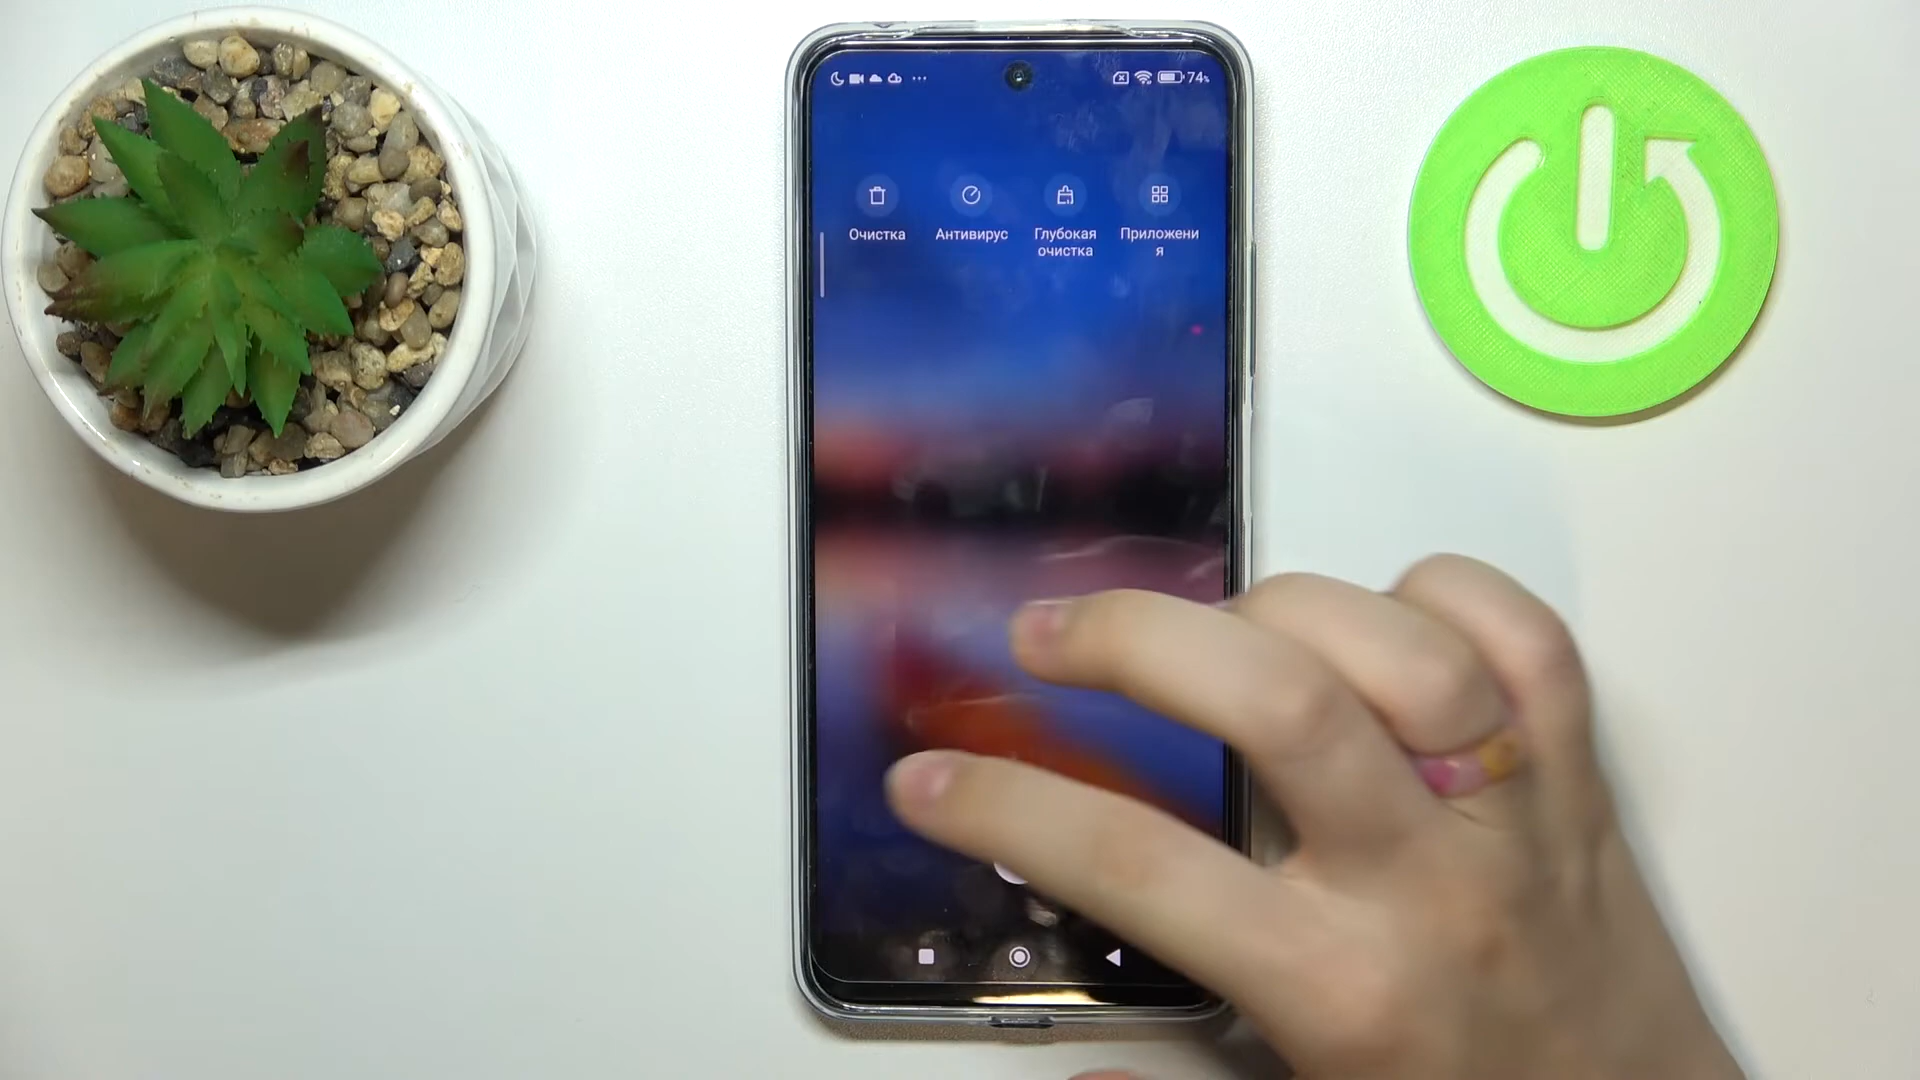 74%
Очистка
Антивирус
Глубокая
очистка
Приложени
я